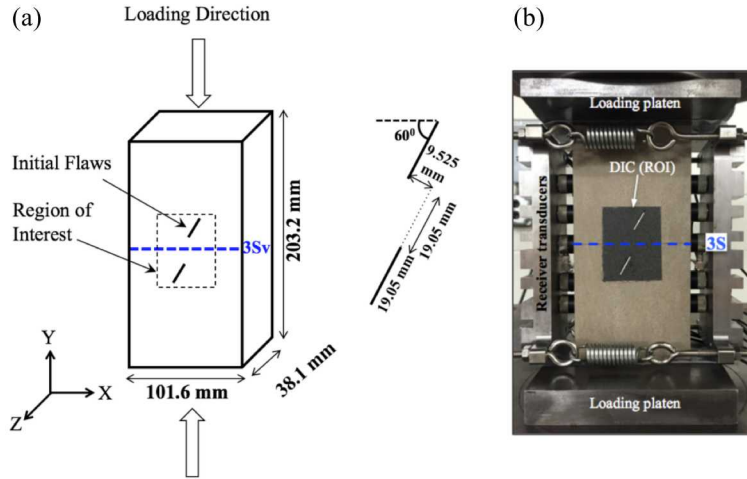 (a)
Loading Direction
Initial Flaws
Region of
Interest
3Sv
203.2 mm
38.1 mm
101.6 mm
Y
X
Z
60⁰
9.525
mm
19.05 mm
19.05 mm
(b)
Loading platen
DIC (ROI)
Receiver transducers
3S
Loading platen